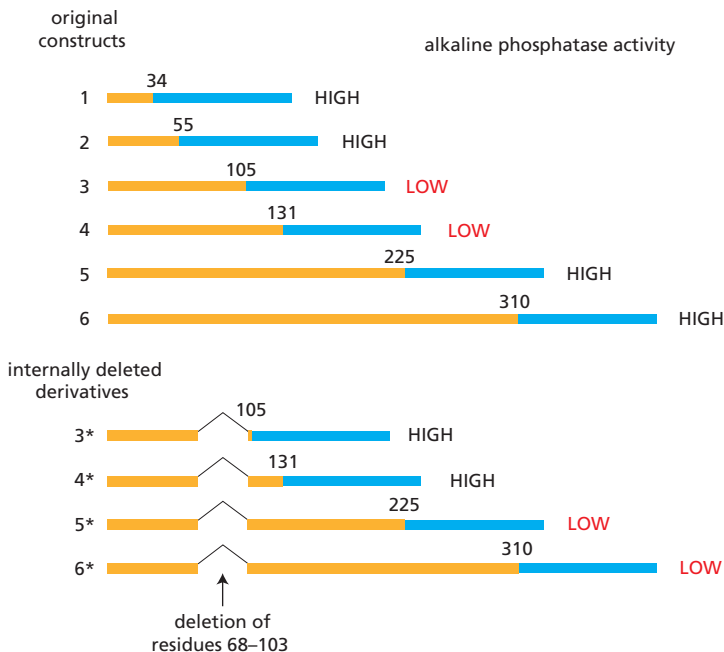 original
constructs
alkaline phosphatase activity
34
1 HIGH
55
2 HIGH
105
3 LOW
131
4 LOW
225
5 HIGH
310
6 HIGH
internally deleted
derivatives
105
3* HIGH
131
4* HIGH
225
5* LOW
310
6* LOW
deletion of
residues 68–103